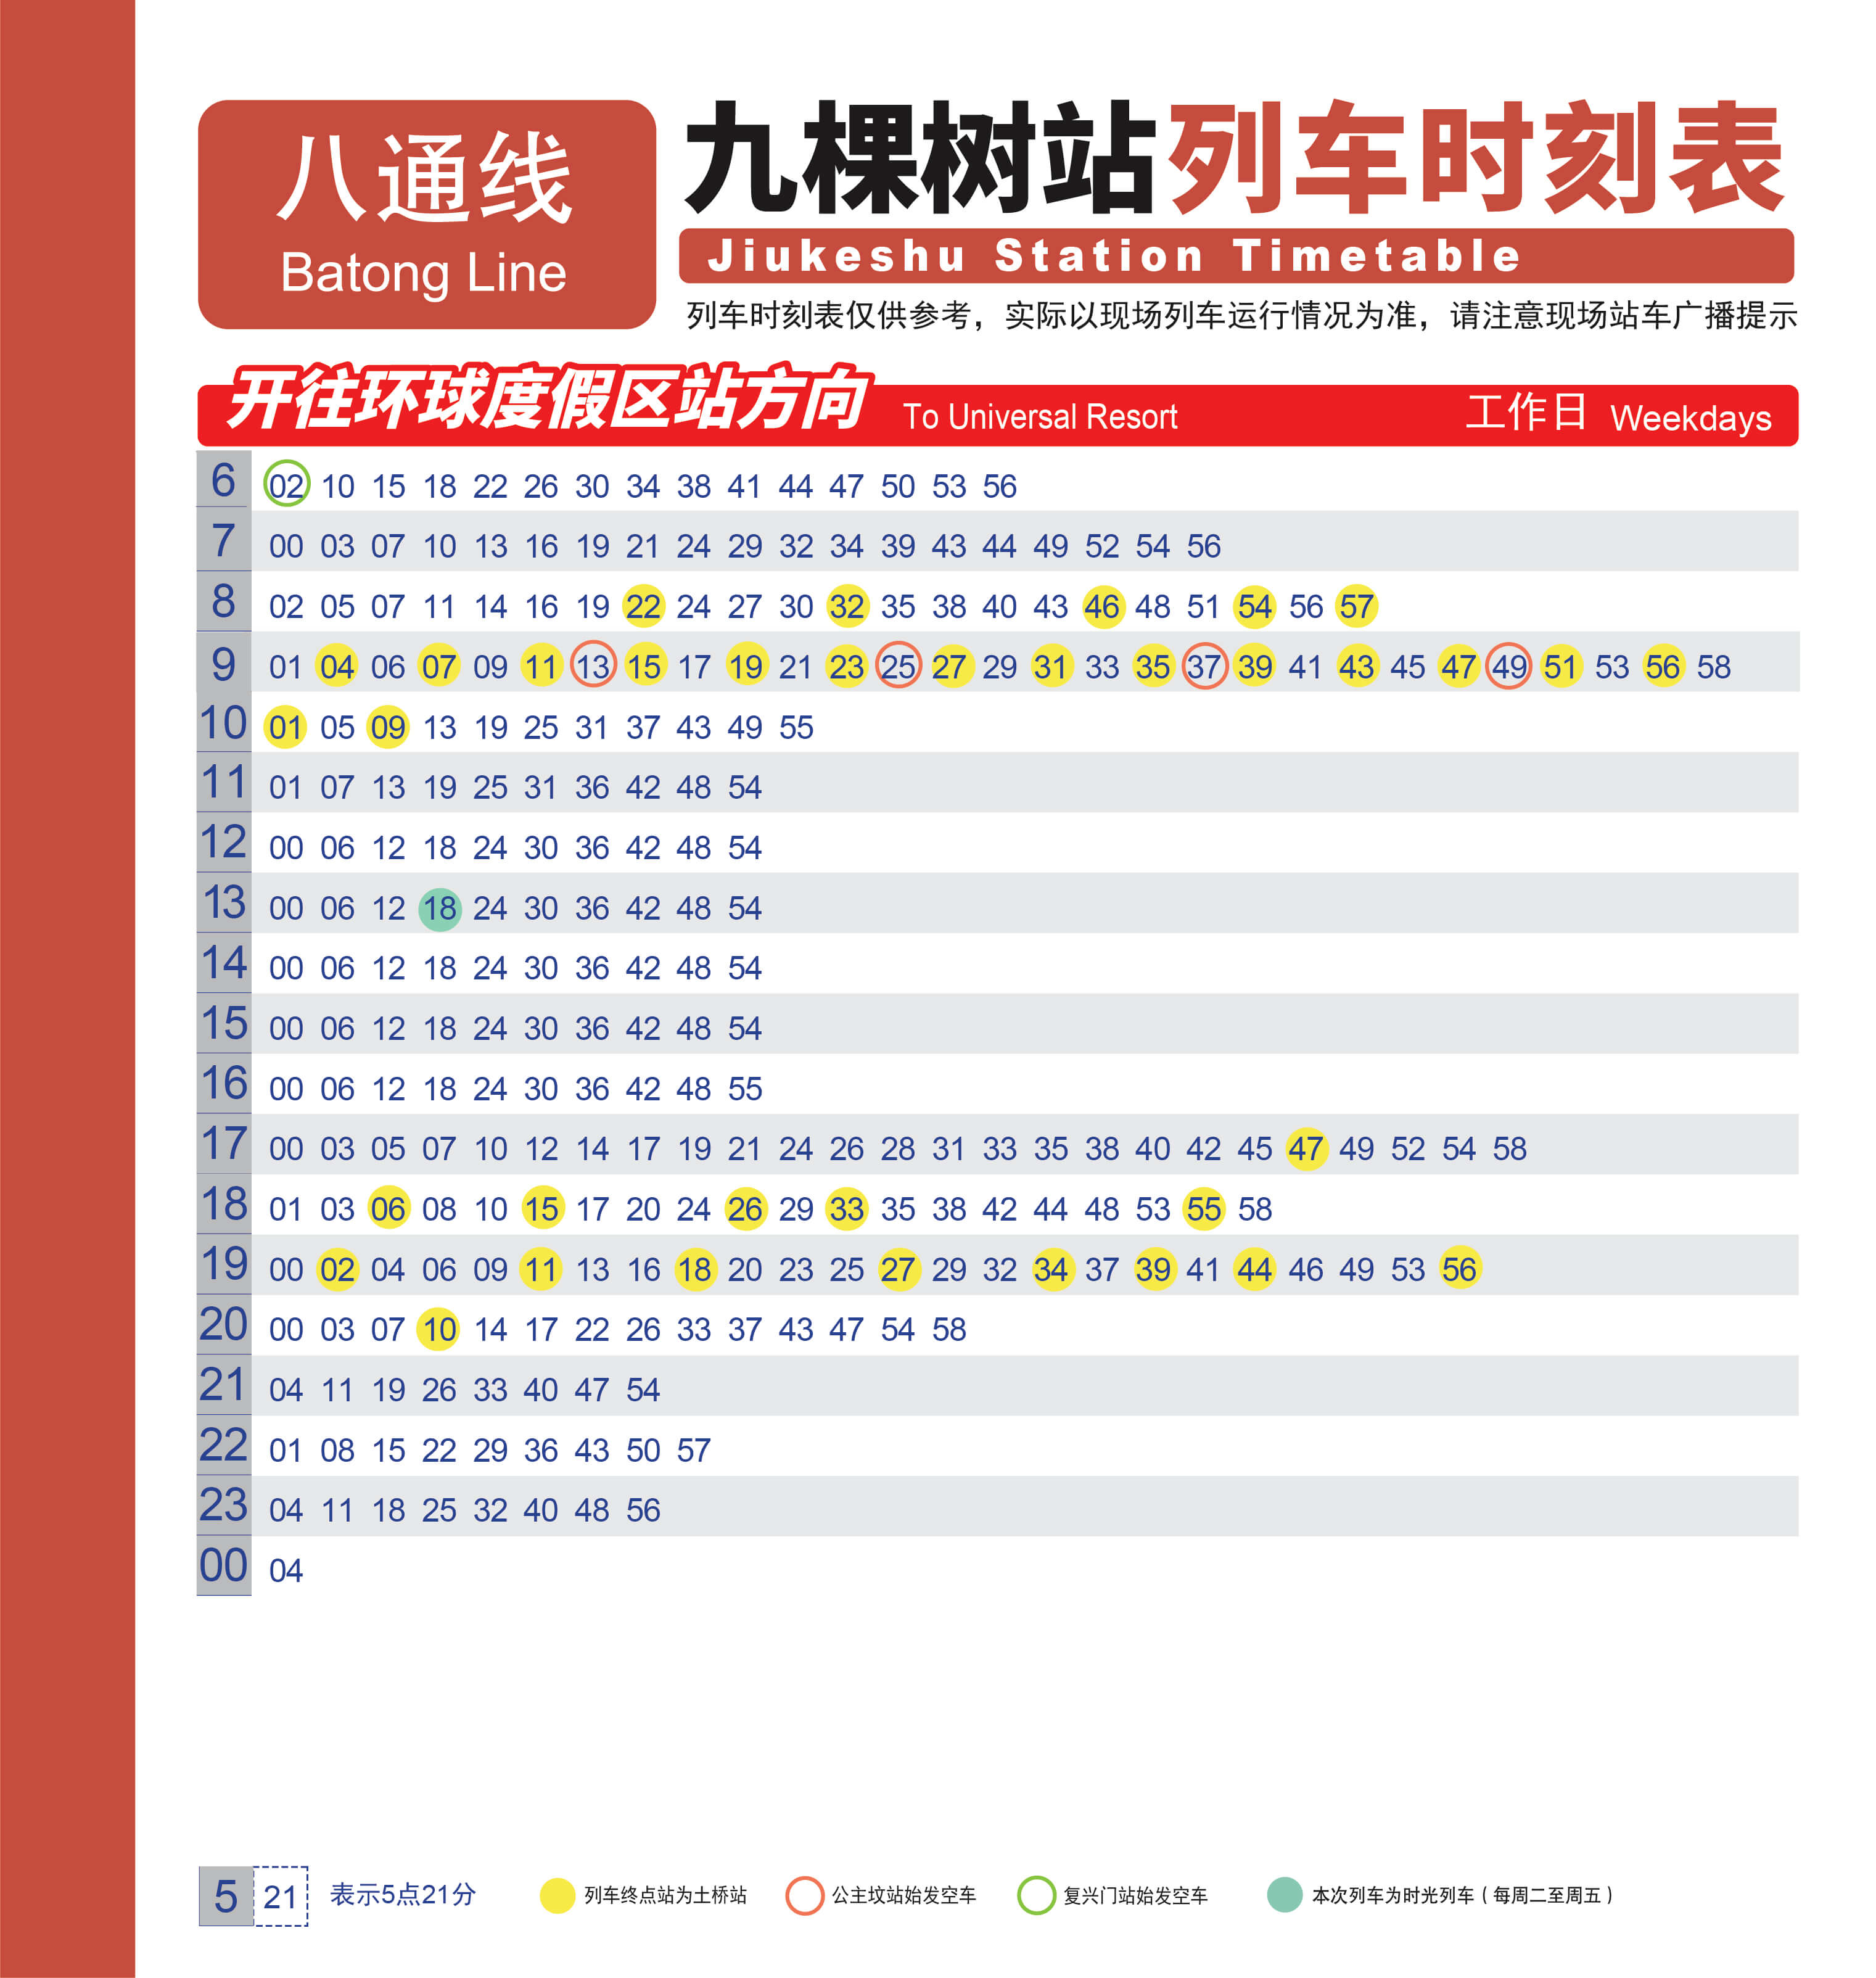 八通线
Batong Line
九棵树站列车时刻表
Jiukeshu Station Timetable
列车时刻表仅供参考，实际以现场列车运行情况为准，请注意现场站车广播提示
开往环球度假区站方向 To Universal Resort 工作日 Weekdays
6 02 10 15 18 22 26 30 34 38 41 44 47 50 53 56
7 00 03 07 10 13 16 19 21 24 29 32 34 39 43 44 49 52 54 56
8 02 05 07 11 14 16 19 22 24 27 30 32 35 38 40 43 46 48 51 54 56 57
9 01 04 06 07 09 11 13 15 17 19 21 23 25 27 29 31 33 35 37 39 41 43 45 47 49 51 53 56 58
10 01 05 09 13 19 25 31 37 43 49 55
11 01 07 13 19 25 31 36 42 48 54
12 00 06 12 18 24 30 36 42 48 54
13 00 06 12 18 24 30 36 42 48 54
14 00 06 12 18 24 30 36 42 48 54
15 00 06 12 18 24 30 36 42 48 54
16 00 06 12 18 24 30 36 42 48 55
17 00 03 05 07 10 12 14 17 19 21 24 26 28 31 33 35 38 40 42 45 47 49 52 54 58
18 01 03 06 08 10 15 17 20 24 26 29 33 35 38 42 44 48 53 55 58
19 00 02 04 06 09 11 13 16 18 20 23 25 27 29 32 34 37 39 41 44 46 49 53 56
20 00 03 07 10 14 17 22 26 33 37 43 47 54 58
21 04 11 19 26 33 40 47 54
22 01 08 15 22 29 36 43 50 57
23 04 11 18 25 32 40 48 56
00 04
5 21 表示5点21分 列车终点站为土桥站 公主坟站始发空车 复兴门站始发空车 本次列车为时光列车（每周二至周五）